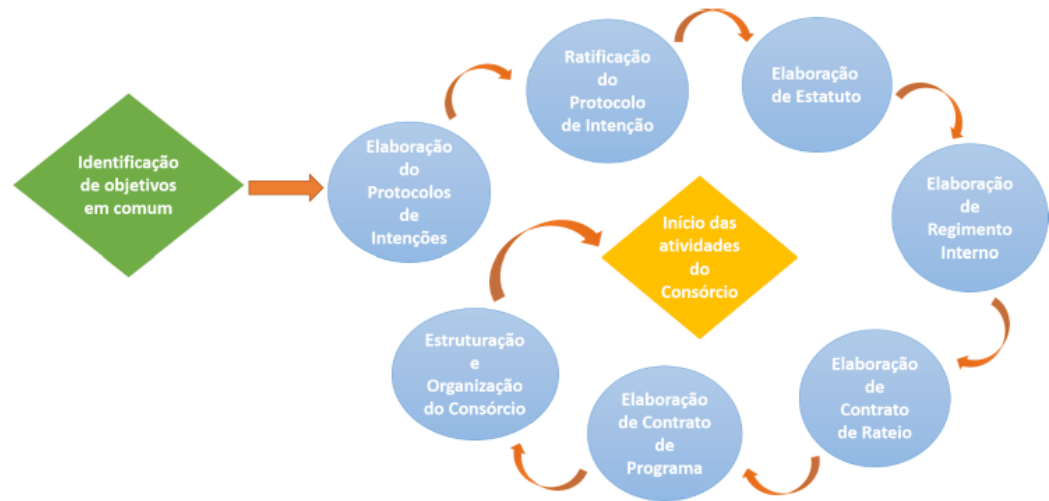 Identificação
de objetivos
em comum
Elaboração
do
Protocolos
de
Intenções
Ratificação
do
Protocolo
de Intenção
Elaboração
de Estatuto
Elaboração
de
Regimento
Interno
Elaboração
de
Contrato
de Rateio
Elaboração
de Contrato
de
Programa
Estruturação
e
Organização
do Consórcio
Início das
atividades
do
Consórcio